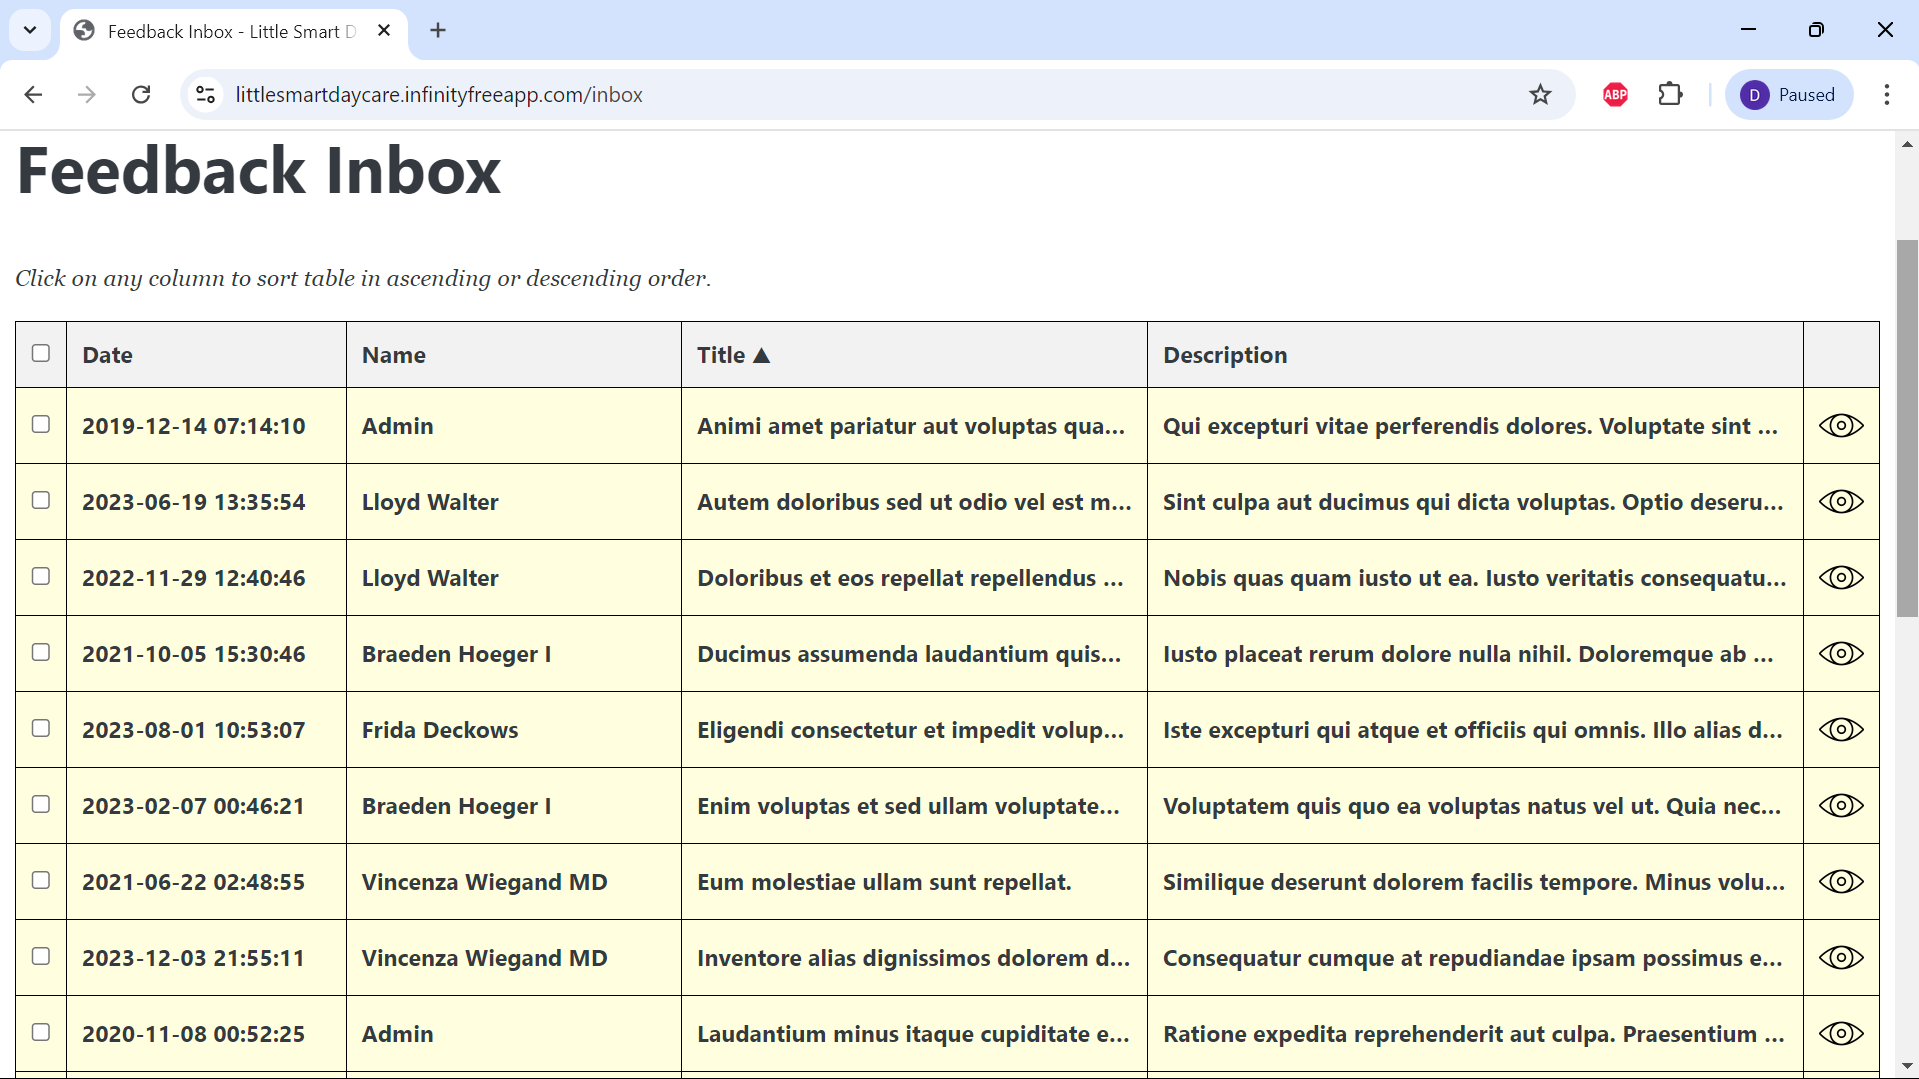 Feedback Inbox - Little Smart D
littlesmartdaycare.infinityfreeapp.com/inbox
ABP
D Paused
Feedback Inbox
Click on any column to sort table in ascending or descending order.
Date Name Title ▲ Description
2019-12-14 07:14:10 Admin Animi amet pariatur aut voluptas qua... Qui excepturi vitae perferendis dolores. Voluptate sint ...
2023-06-19 13:35:54 Lloyd Walter Autem doloribus sed ut odio vel est m... Sint culpa aut ducimus qui dicta voluptas. Optio deseru...
2022-11-29 12:40:46 Lloyd Walter Doloribus et eos repellat repellendus ... Nobis quas quam iusto ut ea. Iusto veritatis consequatu...
2021-10-05 15:30:46 Braeden Hoeger I Ducimus assumenda laudantium quis... Iusto placeat rerum dolore nulla nihil. Doloremque ab ...
2023-08-01 10:53:07 Frida Deckows Eligendi consectetur et impedit volup... Iste excepturi qui atque et officiis qui omnis. Illo alias d...
2023-02-07 00:46:21 Braeden Hoeger I Enim voluptas et sed ullam voluptate... Voluptatem quis quo ea voluptas natus vel ut. Quia nec...
2021-06-22 02:48:55 Vincenza Wiegand MD Eum molestiae ullam sunt repellat. Similique deserunt dolorem facilis tempore. Minus volu...
2023-12-03 21:55:11 Vincenza Wiegand MD Inventore alias dignissimos dolorem d... Consequatur cumque at repudiandae ipsam possimus e...
2020-11-08 00:52:25 Admin Laudantium minus itaque cupiditate e... Ratione expedita reprehenderit aut culpa. Praesentium ...